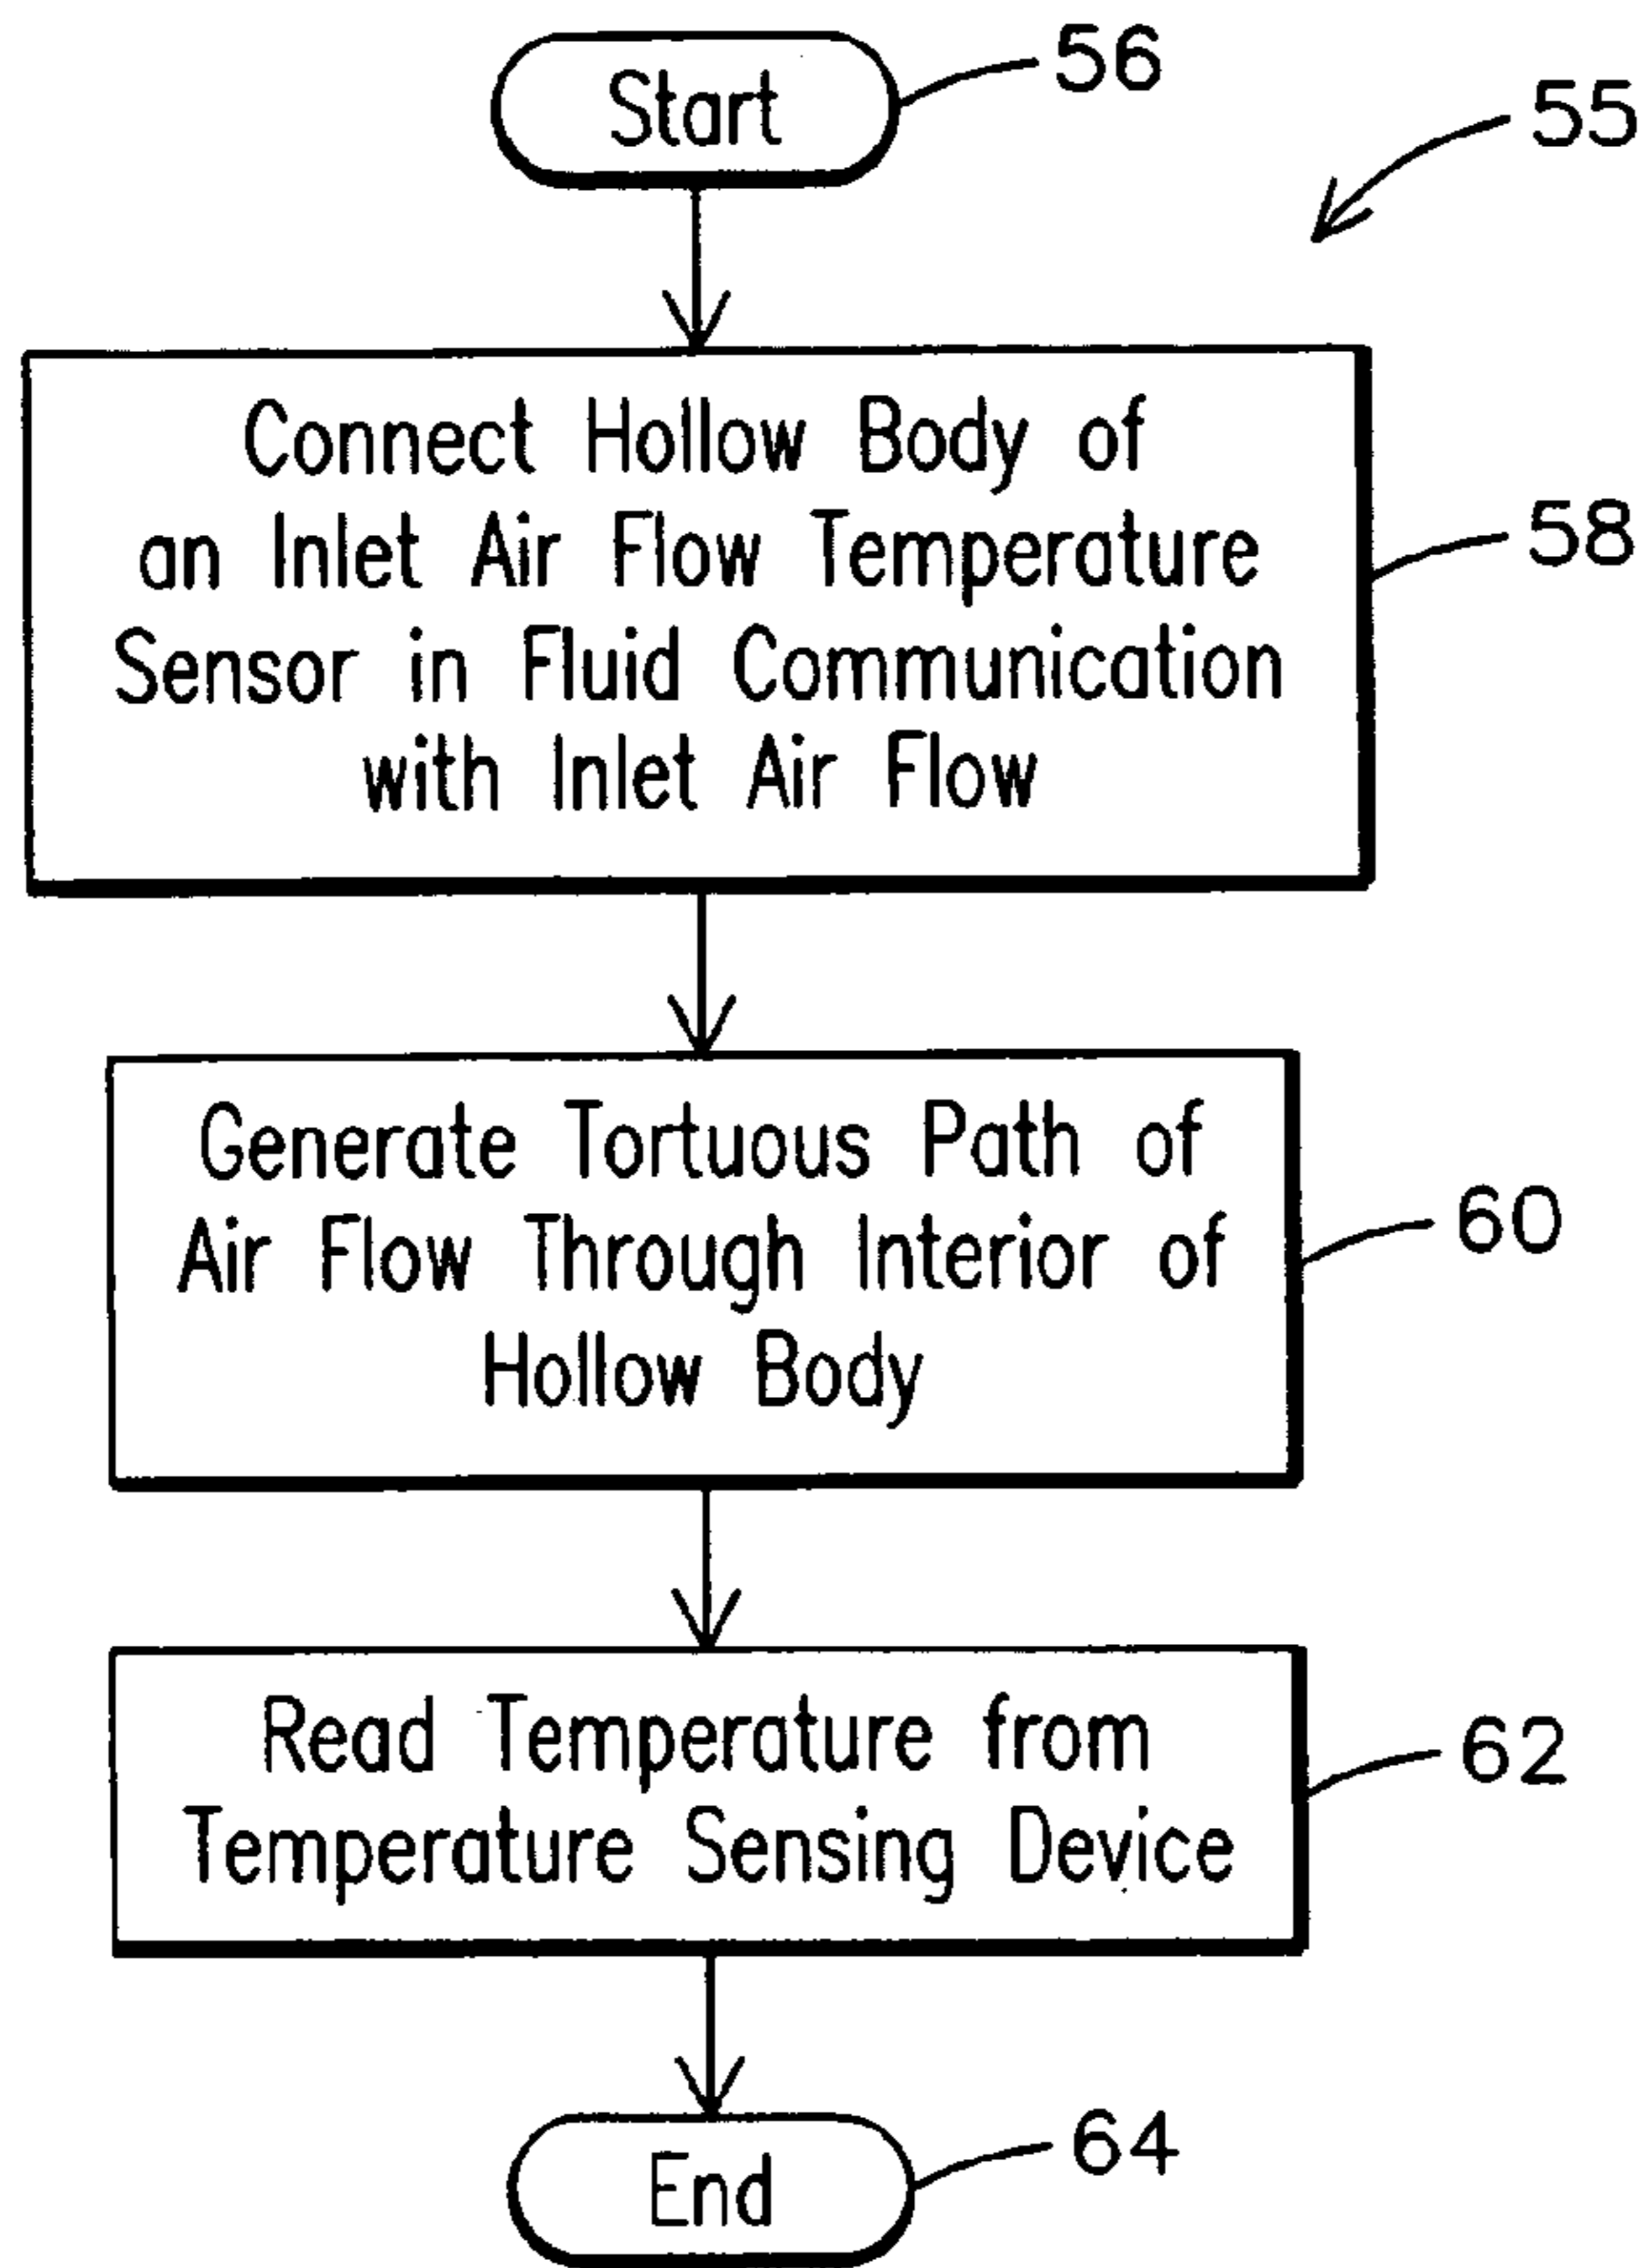 Start
56
55
Connect Hollow Body of
an Inlet Air Flow Temperature
Sensor in Fluid Communication
with Inlet Air Flow
58
Generate Tortuous Path of
Air Flow Through Interior of
Hollow Body
60
Read Temperature from
Temperature Sensing Device
62
End
64